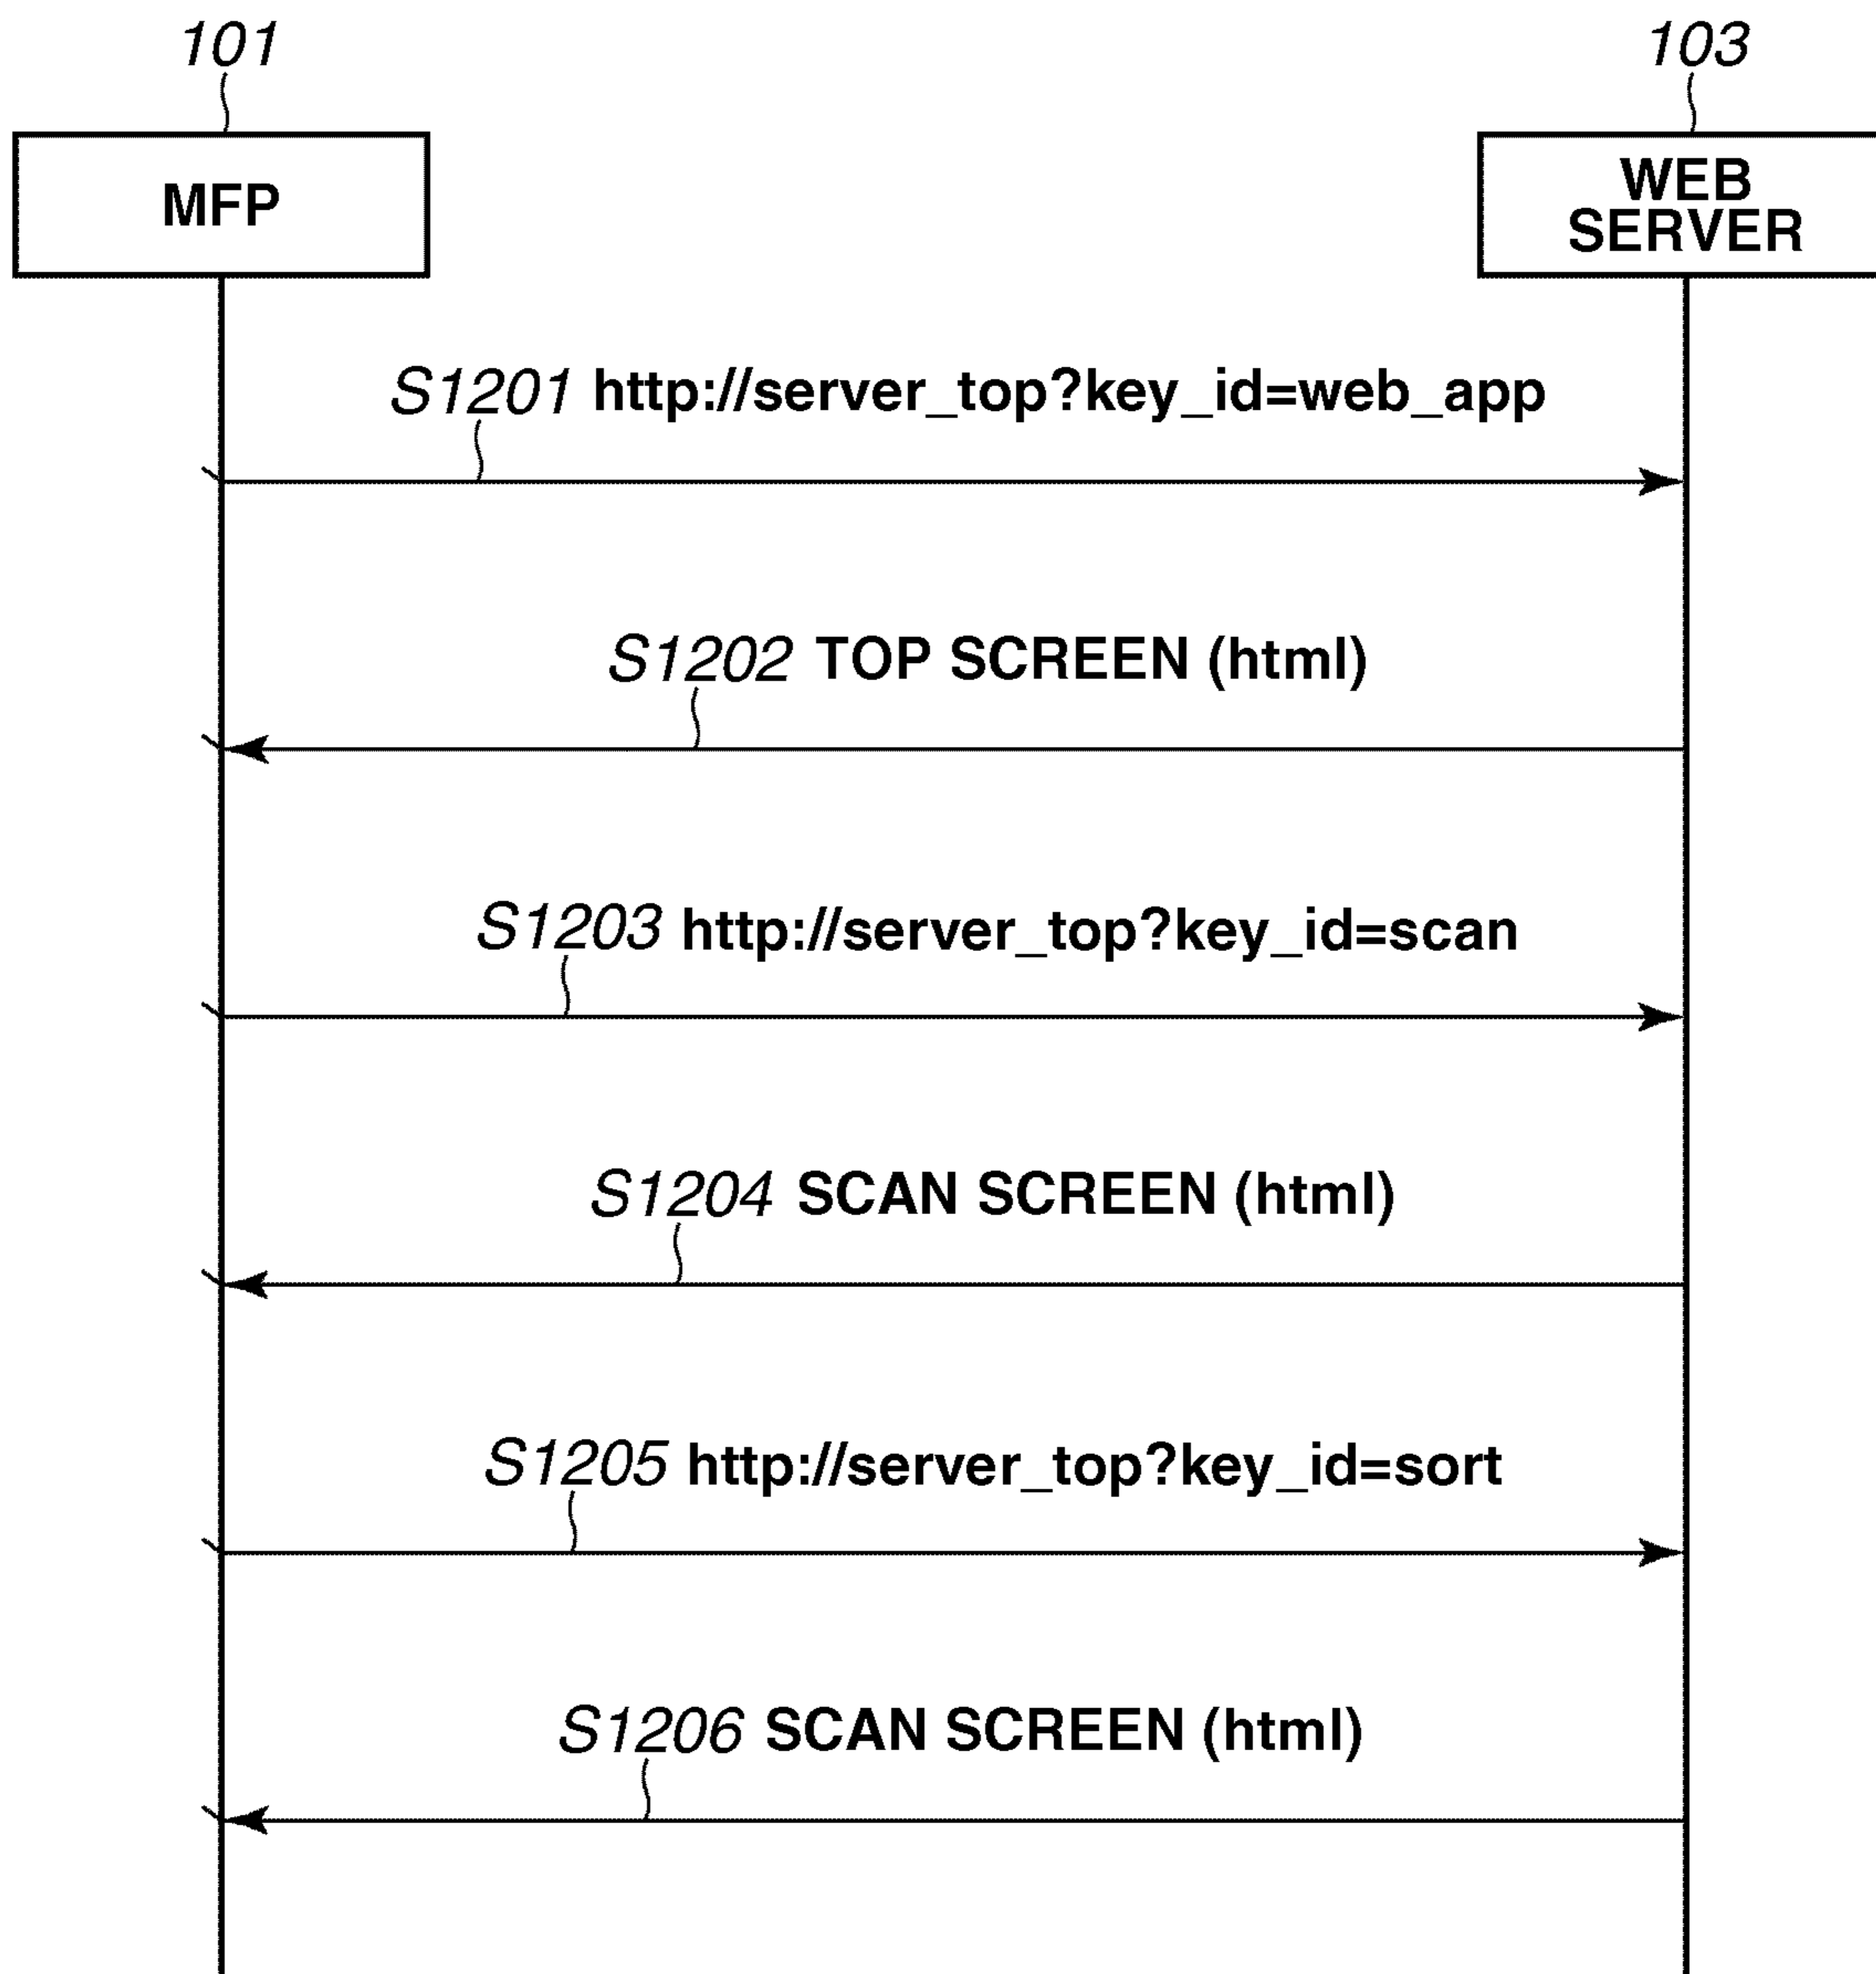 101
103
MFP
WEB
SERVER
S1201 http://server_top?key_id=web_app
S1202 TOP SCREEN (html)
S1203 http://server_top?key_id=scan
S1204 SCAN SCREEN (html)
S1205 http://server_top?key_id=sort
S1206 SCAN SCREEN (html)